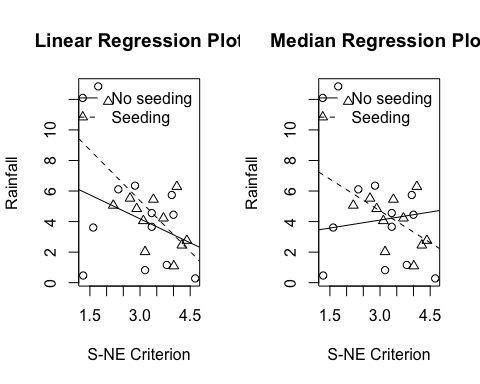 Linear Regression Plot
No seeding
Seeding
Rainfall
0 2 4 6 8 10
1.5 3.0 4.5
S-NE Criterion
Median Regression Plo
No seeding
Seeding
Rainfall
0 2 4 6 8 10
1.5 3.0 4.5
S-NE Criterion